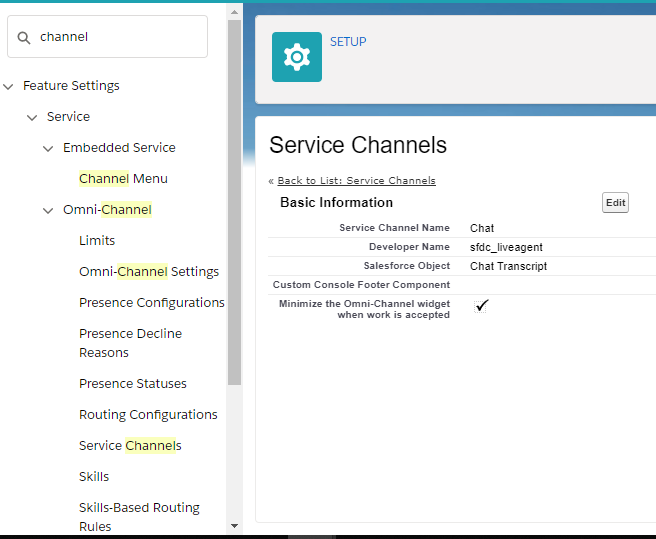 channel
Feature Settings
Service
Embedded Service
Channel Menu
Omni-Channel
Limits
Omni-Channel Settings
Presence Configurations
Presence Decline
Reasons
Presence Statuses
Routing Configurations
Service Channels
Skills
Skills-Based Routing
Rules
SETUP
Service Channels
« Back to List: Service Channels
Basic Information
Edit
Service Channel Name Chat
Developer Name sfdc_liveagent
Salesforce Object Chat Transcript
Custom Console Footer Component
Minimize the Omni-Channel widget
when work is accepted